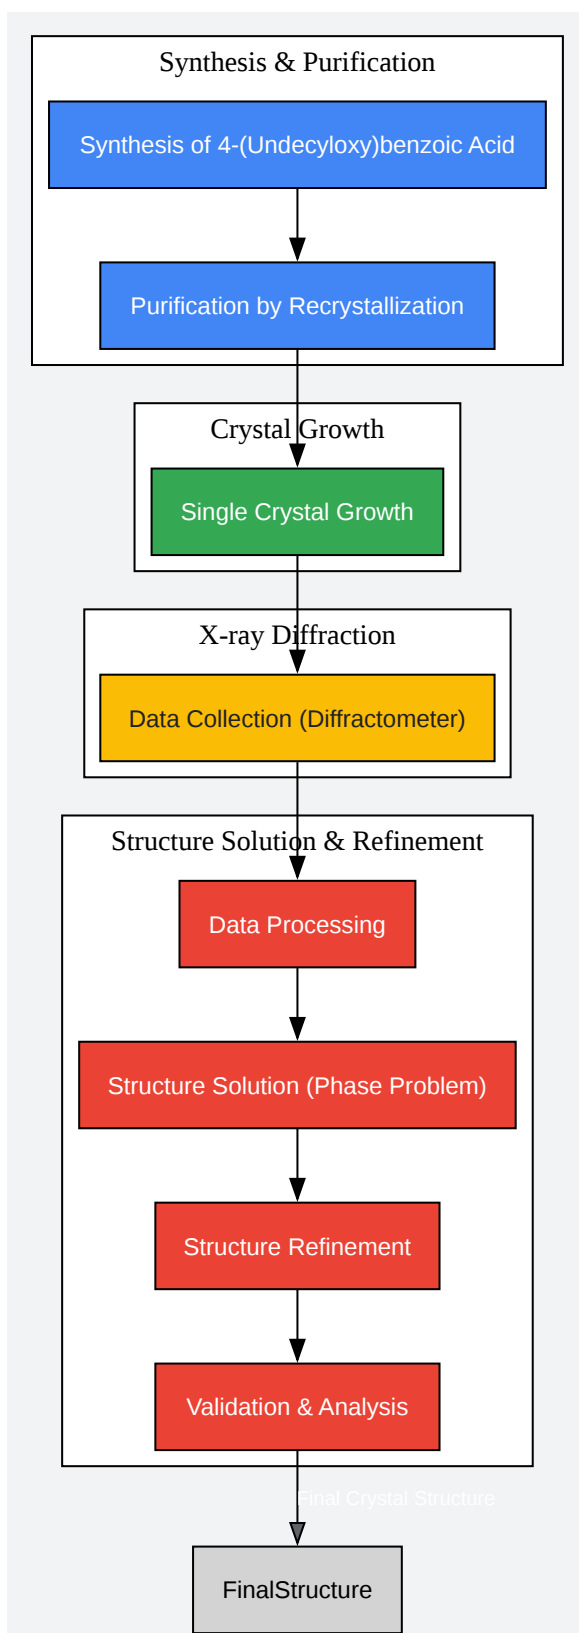 Synthesis & Purification
Synthesis of 4-(Undecyloxy)benzoic Acid
Purification by Recrystallization
Crystal Growth
Single Crystal Growth
X-ray Diffraction
Data Collection (Diffractometer)
Structure Solution & Refinement
Data Processing
Structure Solution (Phase Problem)
Structure Refinement
Validation & Analysis
Final Crystal Structure
FinalStructure